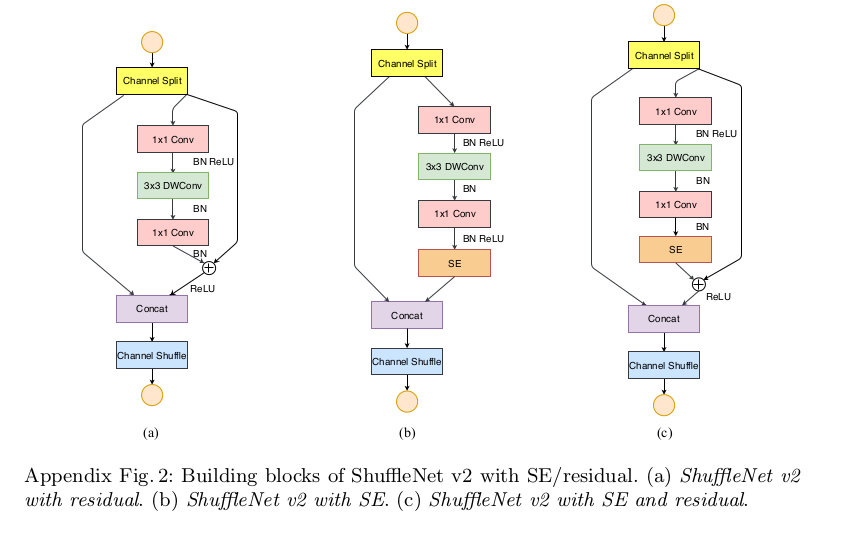 Channel Split
1x1 Conv
BN ReLU
3x3 DWConv
BN
1x1 Conv
BN
ReLU
Concat
Channel Shuffle
(a)
Channel Split
1x1 Conv
BN ReLU
3x3 DWConv
BN
1x1 Conv
BN ReLU
SE
Concat
Channel Shuffle
(b)
Channel Split
1x1 Conv
BN ReLU
3x3 DWConv
BN
1x1 Conv
BN
SE
ReLU
Concat
Channel Shuffle
(c)
Appendix Fig. 2: Building blocks of ShuffleNet v2 with SE/residual. (a) ShuffleNet v2
with residual. (b) ShuffleNet v2 with SE. (c) ShuffleNet v2 with SE and residual.